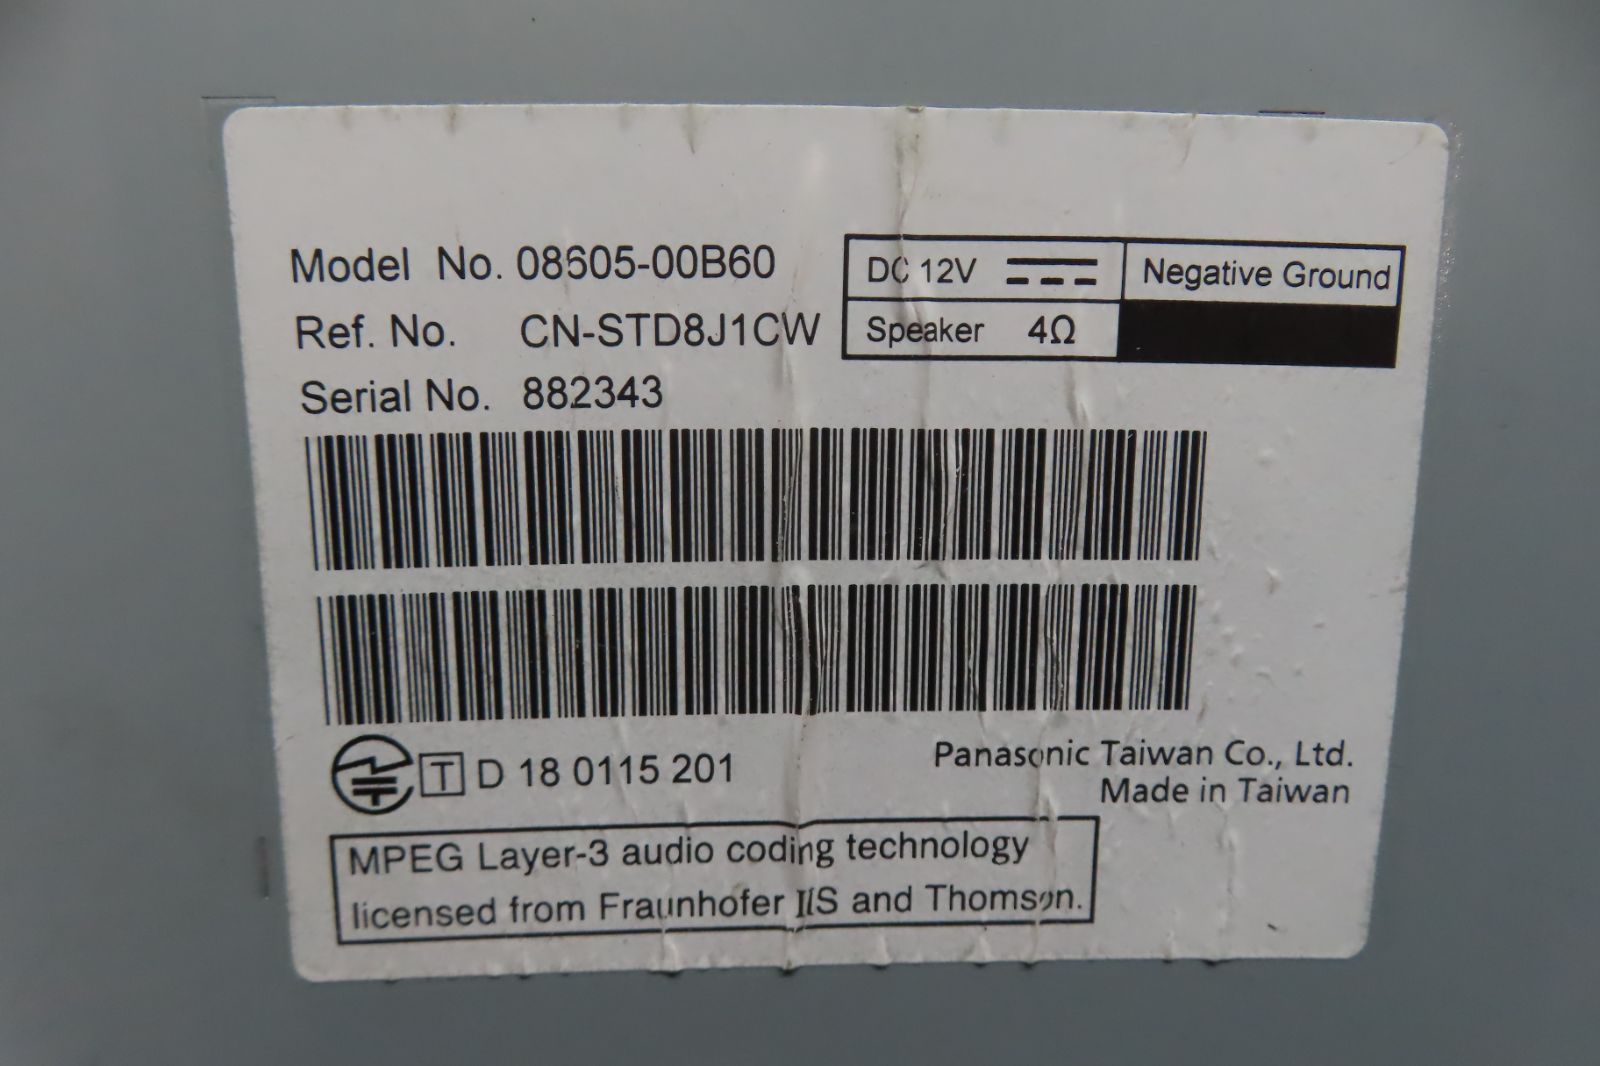 Model No. 08605-00B60
Ref. No. CN-STD8J1CW
Serial No. 882343
DC 12V Negative Ground
Speaker 4Ω
T D 18 0115 201
Panasonic Taiwan Co., Ltd.
Made in Taiwan
MPEG Layer-3 audio coding technology
licensed from Fraunhofer IIS and Thomson.